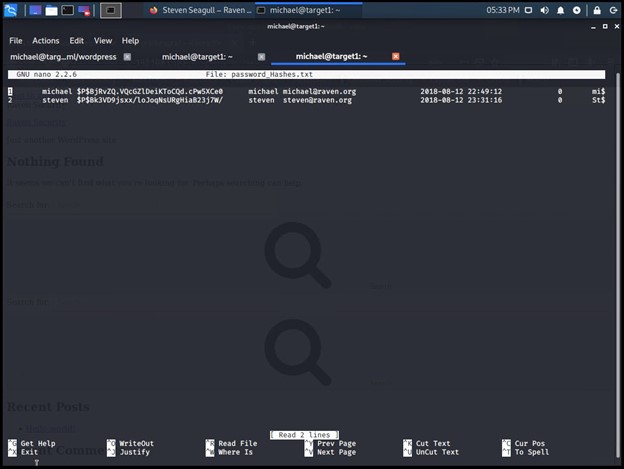 Steven Seagull – Raven ...
michael@target1: ~
05:33 PM
michael@target1: ~
File Actions Edit View Help
michael@targ...ml/wordpress
michael@target1: ~
michael@target1: ~
GNU nano 2.2.6 File: password_Hashes.txt
1 michael $P$BjRvZQ.VQcGZlDeiKToCQd.cPw5XCe0 michael michael@raven.org 2018-08-12 22:49:12 0 mi$
2 steven $P$Bk3VD9jsxx/loJoqNsURgHiaB23j7W/ steven steven@raven.org 2018-08-12 23:31:16 0 St$
Nothing Found
Recent Posts
[ Read 2 lines ]
^G Get Help ^O WriteOut ^R Read File ^Y Prev Page ^K Cut Text ^C Cur Pos
^X Exit ^J Justify ^W Where Is ^V Next Page ^U UnCut Text ^T To Spell